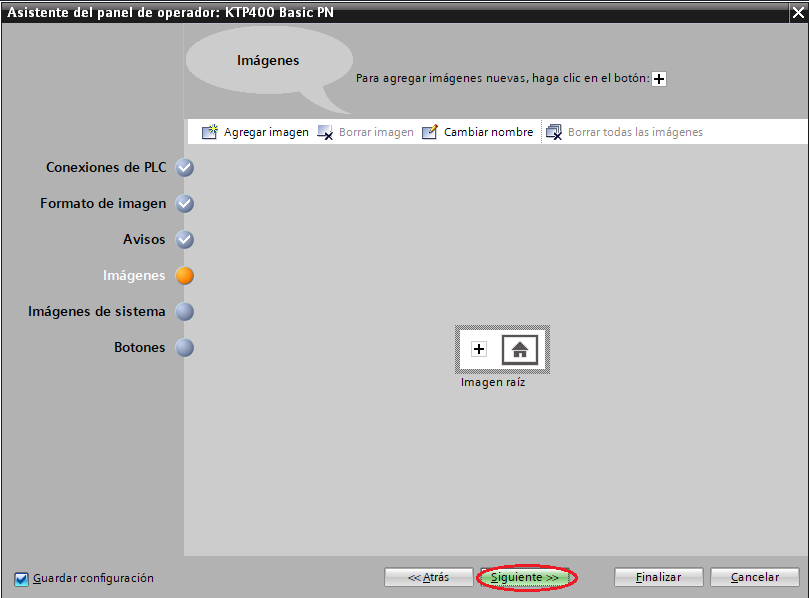 Asistente del panel de operador: KTP400 Basic PN
Imágenes
Para agregar imágenes nuevas, haga clic en el botón:
Agregar imagen Borrar imagen Cambiar nombre Borrar todas las imágenes
Conexiones de PLC
Formato de imagen
Avisos
Imágenes
Imágenes de sistema
Botones
Imagen raíz
Guardar configuración << Atrás Siguiente >> Finalizar Cancelar